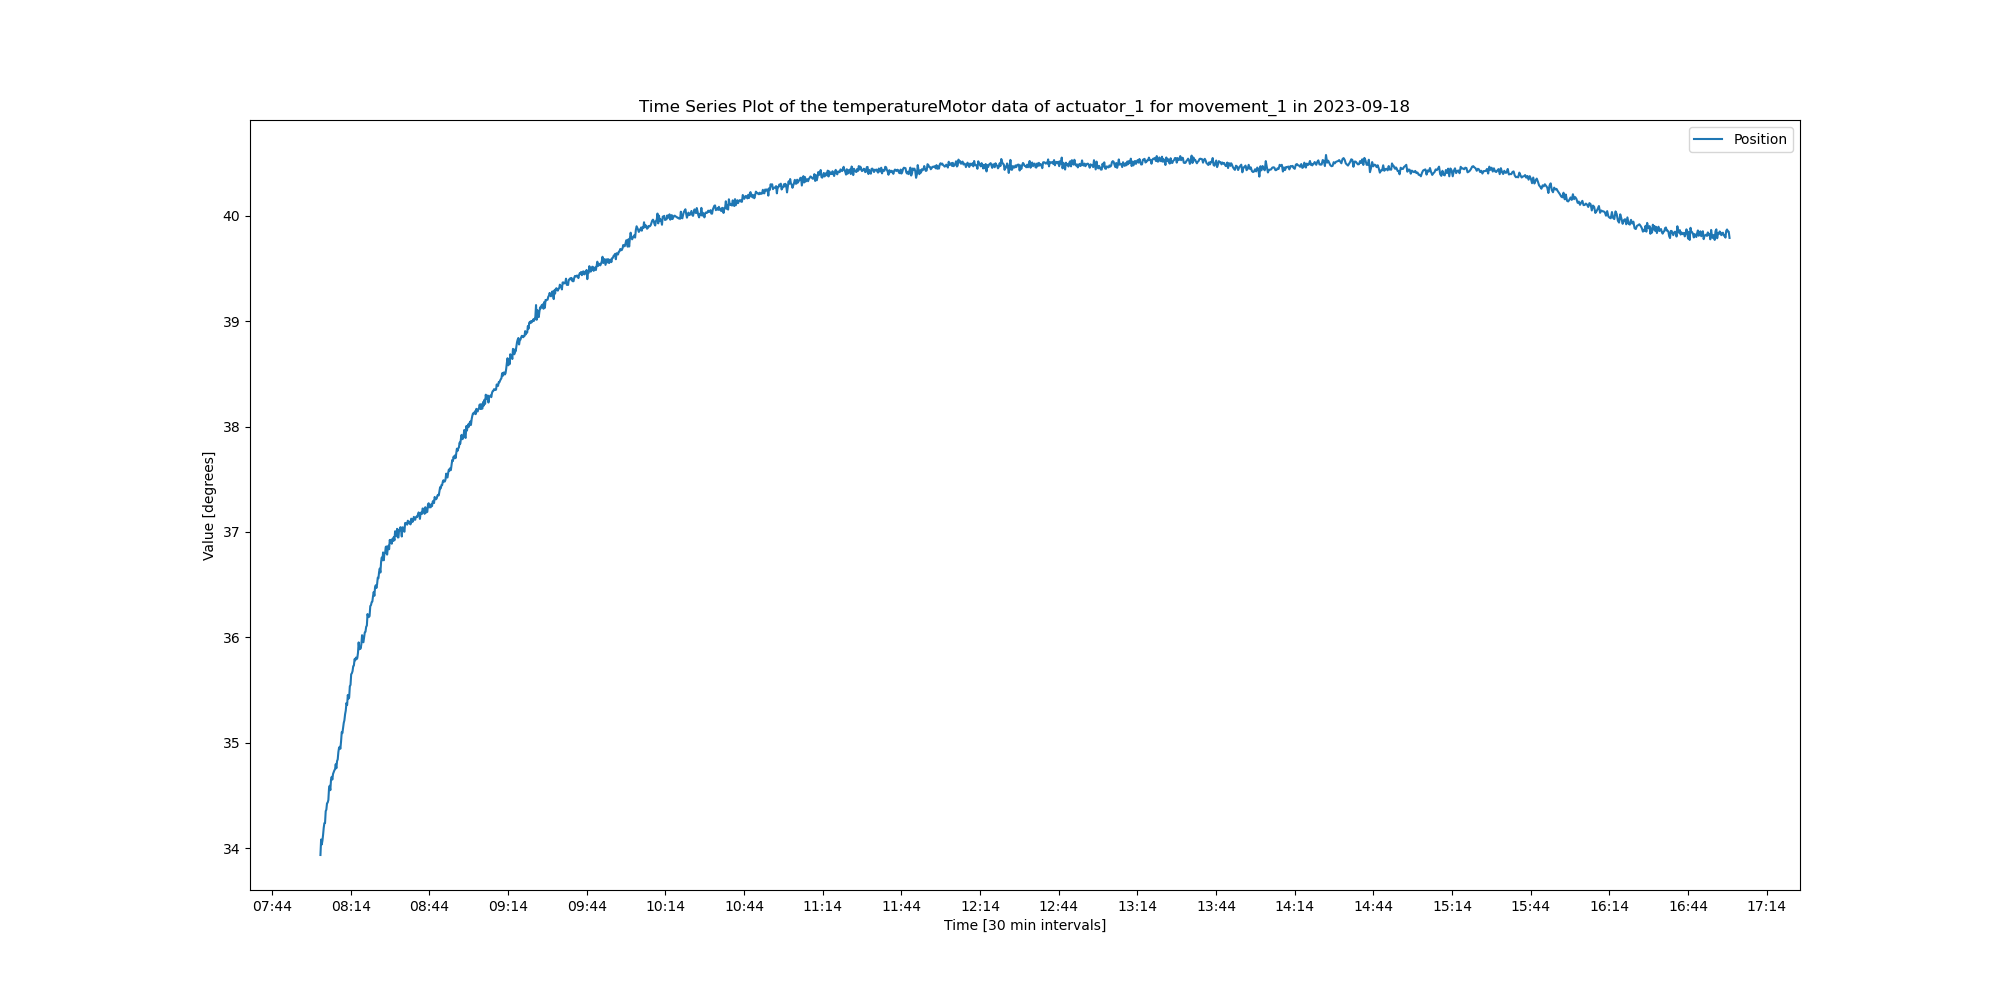 Time Series Plot of the temperatureMotor data of actuator_1 for movement_1 in 2023-09-18
Position
40
39
38
37
36
35
34
Value [degrees]
07:44 08:14 08:44 09:14 09:44 10:14 10:44 11:14 11:44 12:14 12:44 13:14 13:44 14:14 14:44 15:14 15:44 16:14 16:44 17:14
Time [30 min intervals]